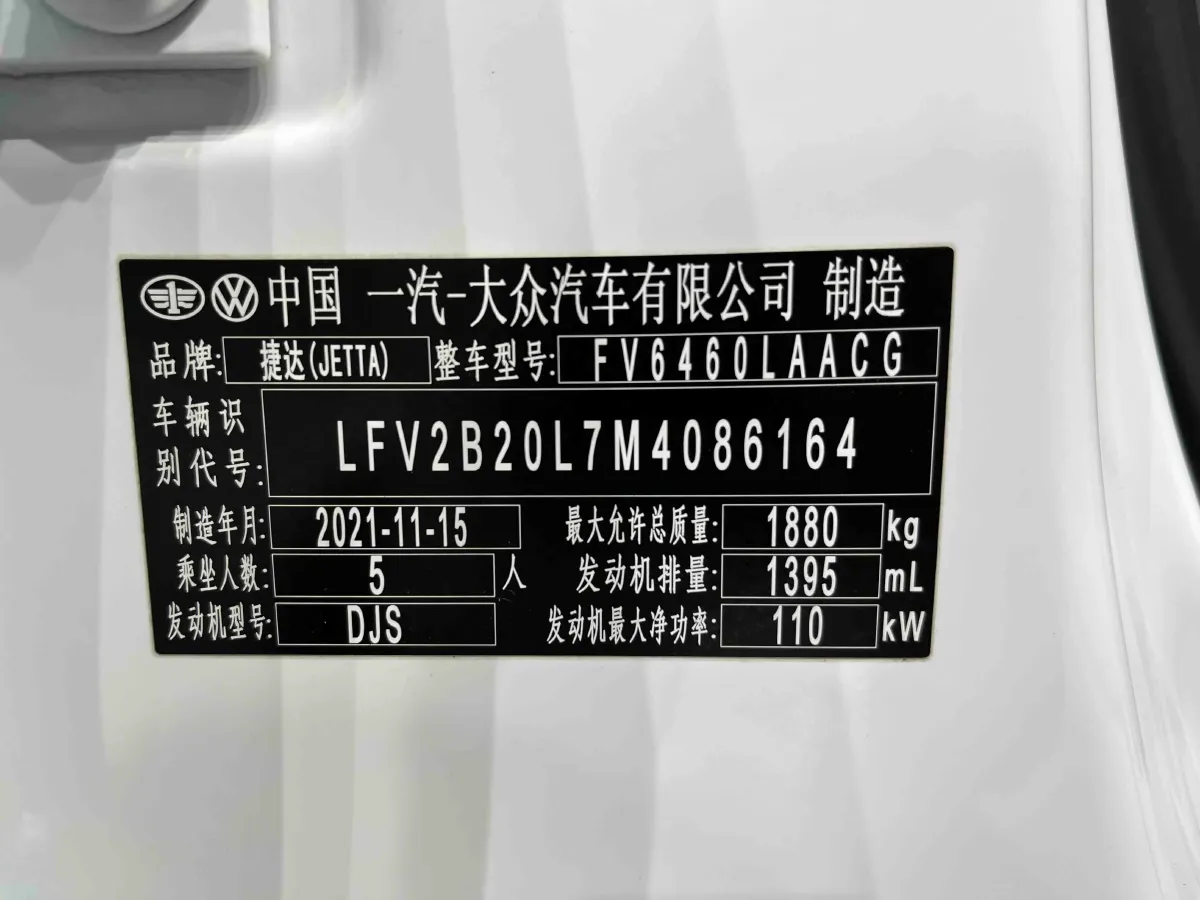 中国 一汽-大众汽车有限公司 制造
品牌: 捷达(JETTA) 整车型号: FV6460LAACG
车辆识别代号: LFV2B20L7M4086164
制造年月: 2021-11-15 最大允许总质量: 1880 kg
乘坐人数: 5 人 发动机排量: 1395 mL
发动机型号: DJS 发动机最大净功率: 110 kW